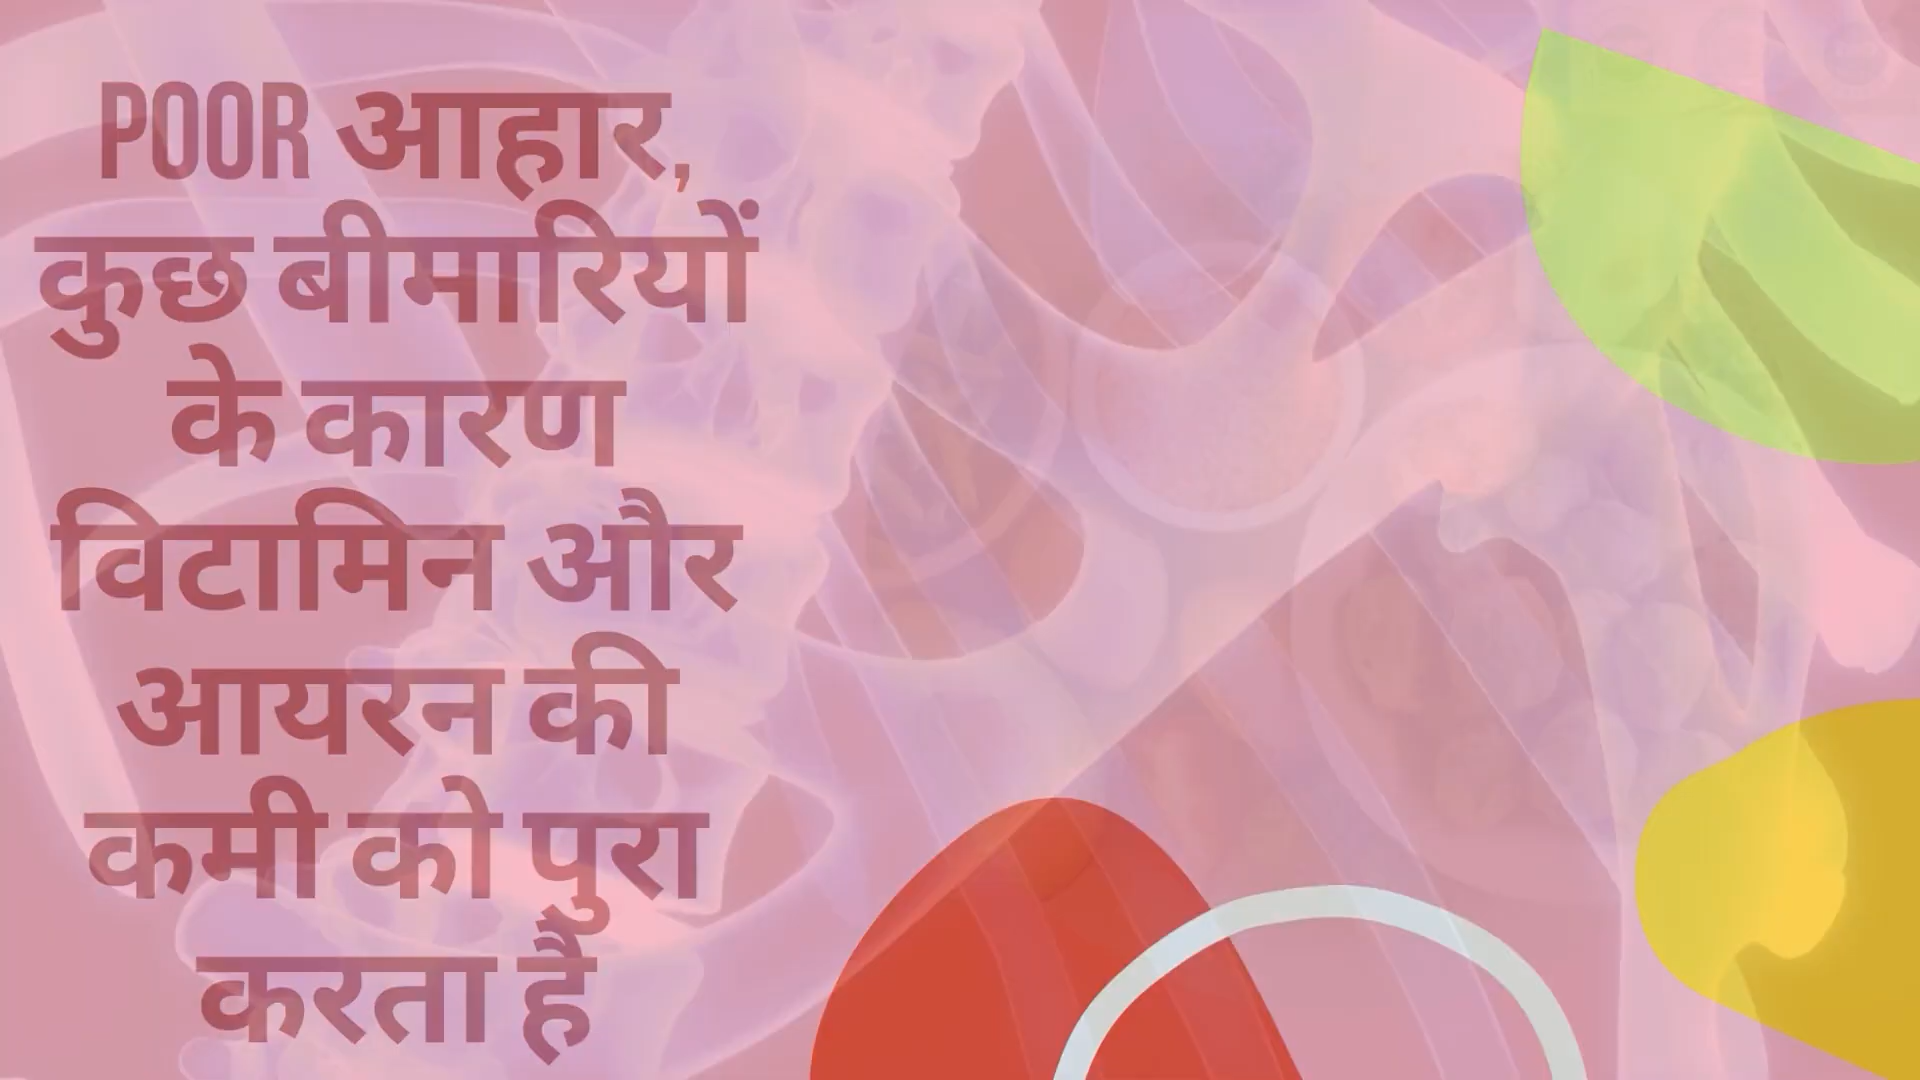 POOR आहार,
कुछ बीमारियों
के कारण
विटामिन और
आयरन की
कमी को पुरा
करता है